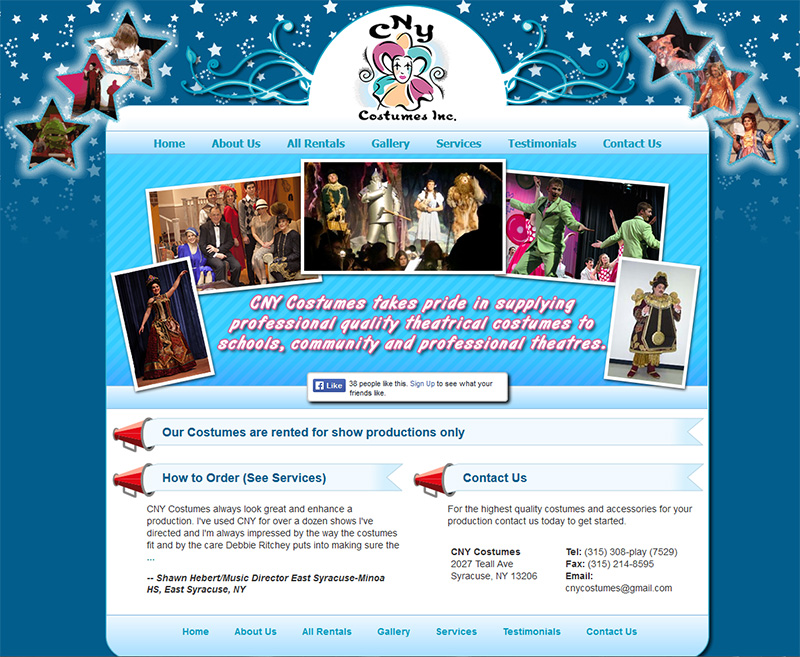 CNY
Costumes Inc.
Home About Us All Rentals Gallery Services Testimonials Contact Us
CNY Costumes takes pride in supplying
professional quality theatrical costumes to
schools, community and professional theatres.
Like 38 people like this. Sign Up to see what your
friends like.
Our Costumes are rented for show productions only
How to Order (See Services)
CNY Costumes always look great and enhance a
production. I've used CNY for over a dozen shows I've
directed and I'm always impressed by the way the costumes
fit and by the care Debbie Ritchey puts into making sure the
...
-- Shawn Hebert/Music Director East Syracuse-Minoa
HS, East Syracuse, NY
Contact Us
For the highest quality costumes and accessories for your
production contact us today to get started.
CNY Costumes
2027 Teall Ave
Syracuse, NY 13206
Tel: (315) 308-play (7529)
Fax: (315) 214-8595
Email:
cnycostumes@gmail.com
Home About Us All Rentals Gallery Services Testimonials Contact Us